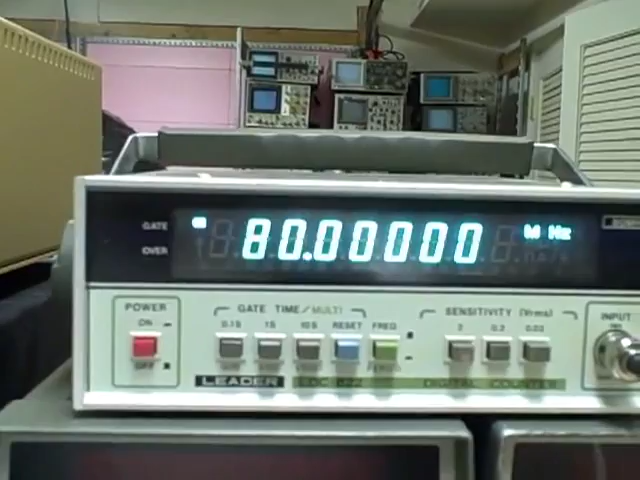 GATE
OVER
80.00000
M Hz
POWER
ON
OFF
GATE TIME/MULTI
0.1S 1S 10S RESET FREQ
SENSITIVITY (Vrms)
2 0.2 0.02
INPUT
LEADER
DIGITAL COUNTER